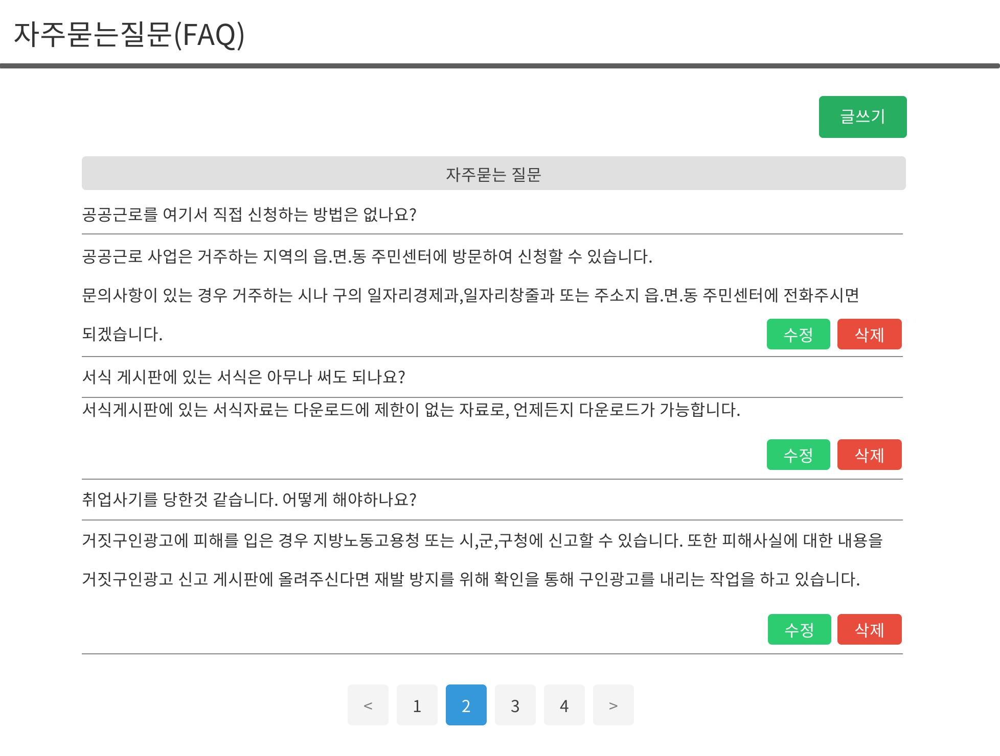 자주묻는질문(FAQ)
글쓰기
자주묻는 질문
공공근로를 여기서 직접 신청하는 방법은 없나요?
공공근로 사업은 거주하는 지역의 읍.면.동 주민센터에 방문하여 신청할 수 있습니다.
문의사항이 있는 경우 거주하는 시나 구의 일자리경제과,일자리창줄과 또는 주소지 읍.면.동 주민센터에 전화주시면
되겠습니다.
수정 삭제
서식 게시판에 있는 서식은 아무나 써도 되나요?
서식게시판에 있는 서식자료는 다운로드에 제한이 없는 자료로, 언제든지 다운로드가 가능합니다.
수정 삭제
취업사기를 당한것 같습니다. 어떻게 해야하나요?
거짓구인광고에 피해를 입은 경우 지방노동고용청 또는 시,군,구청에 신고할 수 있습니다. 또한 피해사실에 대한 내용을
거짓구인광고 신고 게시판에 올려주신다면 재발 방지를 위해 확인을 통해 구인광고를 내리는 작업을 하고 있습니다.
수정 삭제
< 1 2 3 4 >